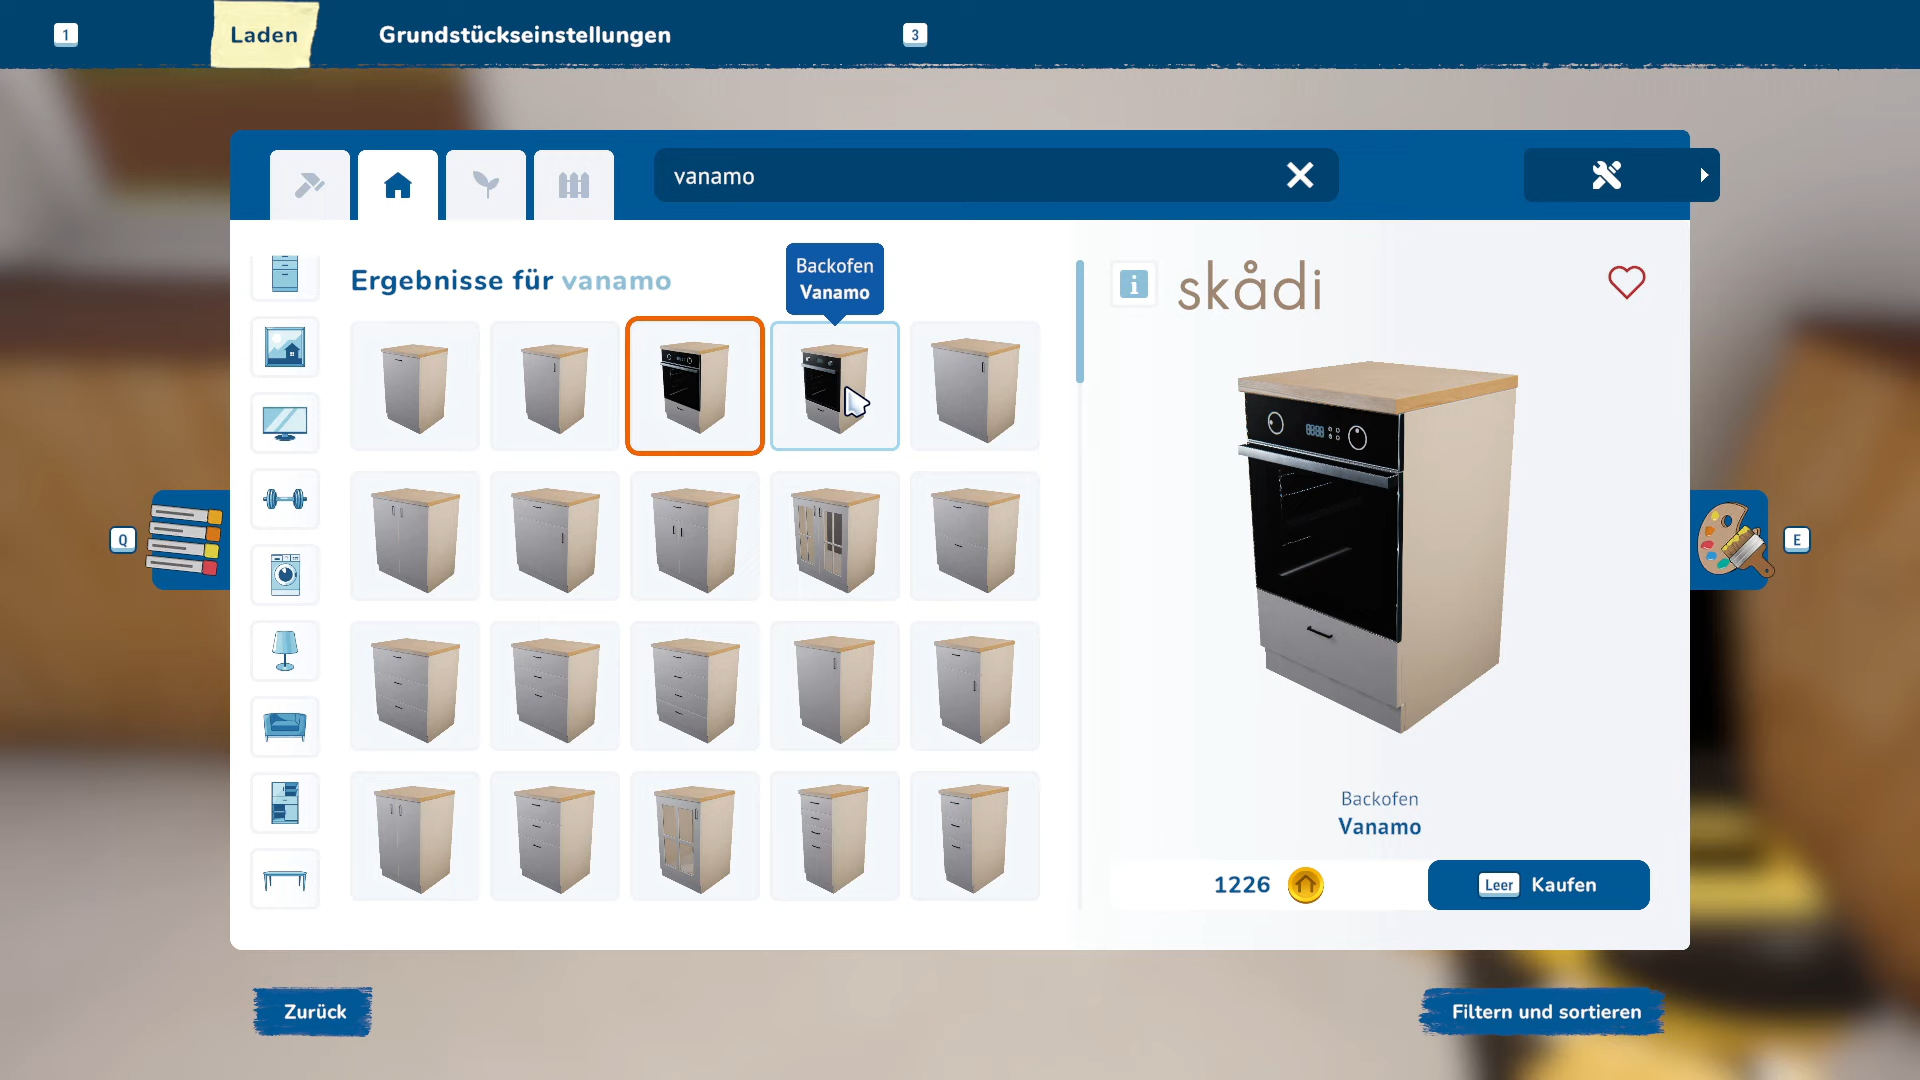 1
Laden
Grundstückseinstellungen
3
vanamo
Ergebnisse für vanamo
Backofen
Vanamo
i
skådi
Q
E
Backofen
Vanamo
1226
Leer
Kaufen
Zurück
Filtern und sortieren